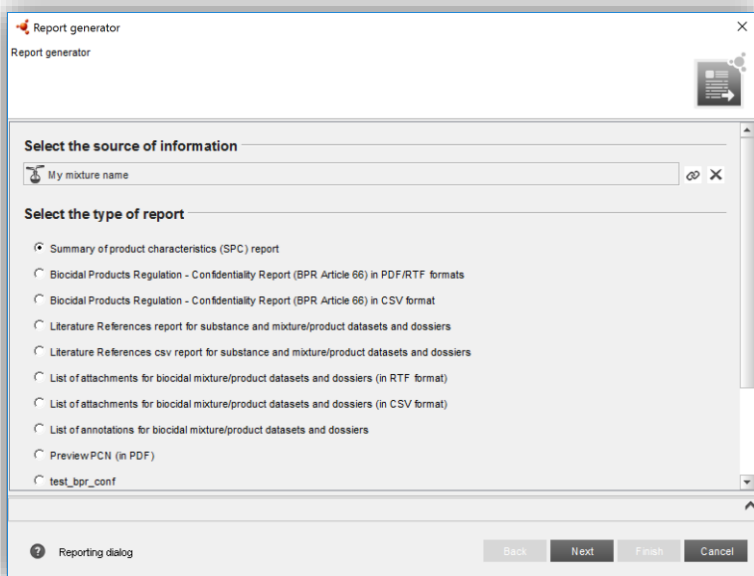 Report generator
Report generator
Select the source of information
My mixture name
Select the type of report
Summary of product characteristics (SPC) report
Biocidal Products Regulation - Confidentiality Report (BPR Article 66) in PDF/RTF formats
Biocidal Products Regulation - Confidentiality Report (BPR Article 66) in CSV format
Literature References report for substance and mixture/product datasets and dossiers
Literature References csv report for substance and mixture/product datasets and dossiers
List of attachments for biocidal mixture/product datasets and dossiers (in RTF format)
List of attachments for biocidal mixture/product datasets and dossiers (in CSV format)
List of annotations for biocidal mixture/product datasets and dossiers
Preview PCN (in PDF)
test_bpr_conf
Reporting dialog
Back Next Finish Cancel